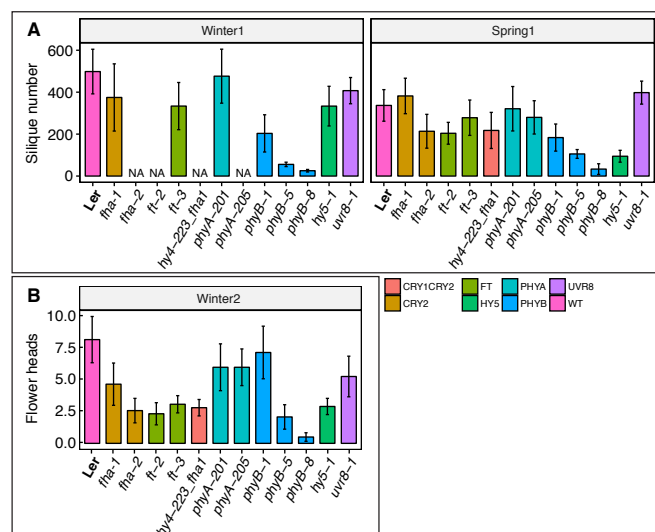 A
Winter1
Spring1
Silique number
600
400
200
0
NA
NA
NA
NA
Ler
fha-1
fha-2
ft-2
ft-3
hy4-223_fha1
phyA-201
phyA-205
phyB-1
phyB-5
phyB-8
hy5-1
uvr8-1
Ler
fha-1
fha-2
ft-2
ft-3
hy4-223_fha1
phyA-201
phyA-205
phyB-1
phyB-5
phyB-8
hy5-1
uvr8-1
B
Winter2
Flower heads
10.0
7.5
5.0
2.5
0.0
Ler
fha-1
fha-2
ft-2
ft-3
hy4-223_fha1
phyA-201
phyA-205
phyB-1
phyB-5
phyB-8
hy5-1
uvr8-1
CRY1CRY2 FT PHYA UVR8
CRY2 HY5 PHYB WT